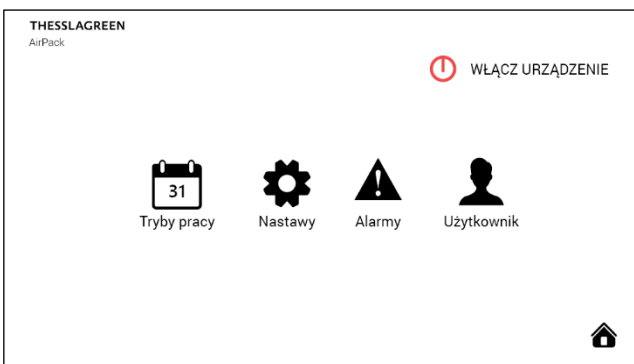 THESSLAGREEN
AirPack
WŁĄCZ URZĄDZENIE
31
Tryby pracy
Nastawy
Alarmy
Użytkownik